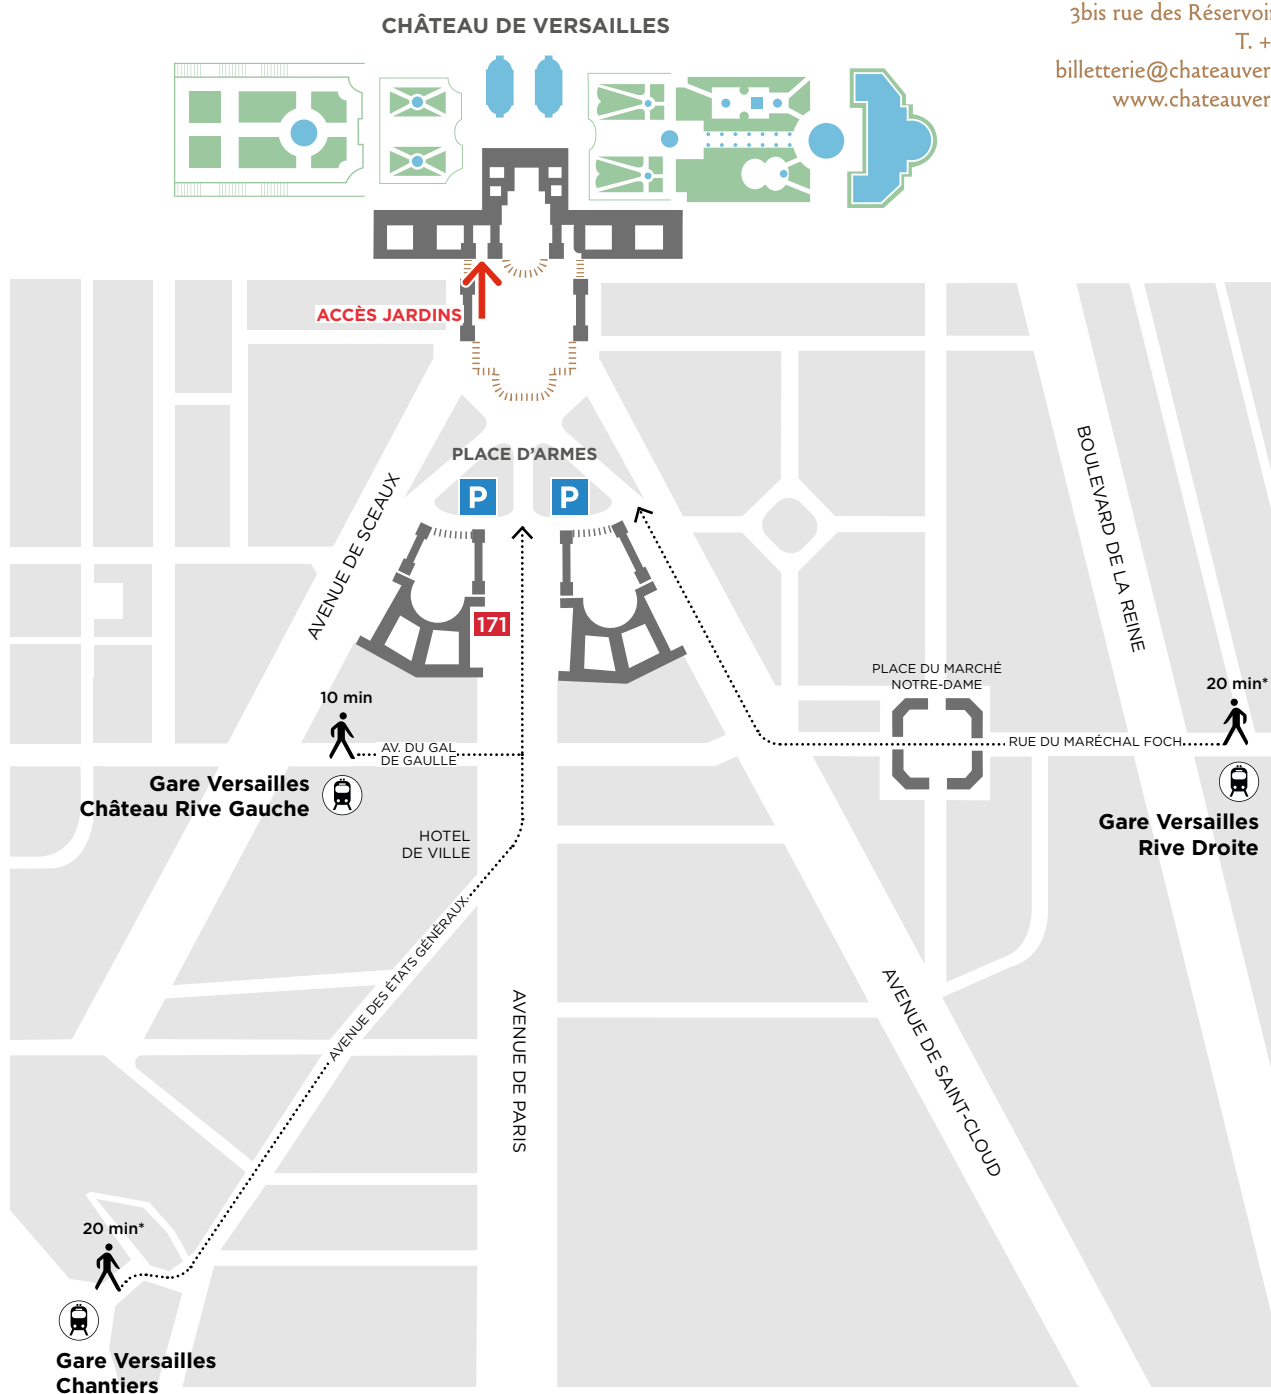 CHÂTEAU DE VERSAILLES
3bis rue des Réservoir
T. +
billetterie@chateauver
www.chateauver
ACCÈS JARDINS
PLACE D'ARMES
P
P
AVENUE DE SCEAUX
BOULEVARD DE LA REINE
171
PLACE DU MARCHÉ
NOTRE-DAME
10 min
20 min*
AV. DU GAL
DE GAULLE
RUE DU MARÉCHAL FOCH
Gare Versailles
Château Rive Gauche
Gare Versailles
Rive Droite
HOTEL
DE VILLE
AVENUE DES ÉTATS GÉNÉRAUX
AVENUE DE PARIS
AVENUE DE SAINT-CLOUD
20 min*
Gare Versailles
Chantiers